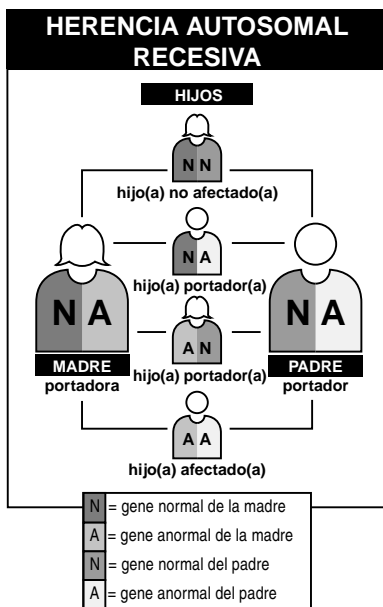 HERENCIA AUTOSOMAL
RECESIVA
HIJOS
N N
hijo(a) no afectado(a)
N A
hijo(a) portador(a)
N A
N A
A N
MADRE
portadora
hijo(a) portador(a)
PADRE
portador
A A
hijo(a) afectado(a)
N = gene normal de la madre
A = gene anormal de la madre
N = gene normal del padre
A = gene anormal del padre